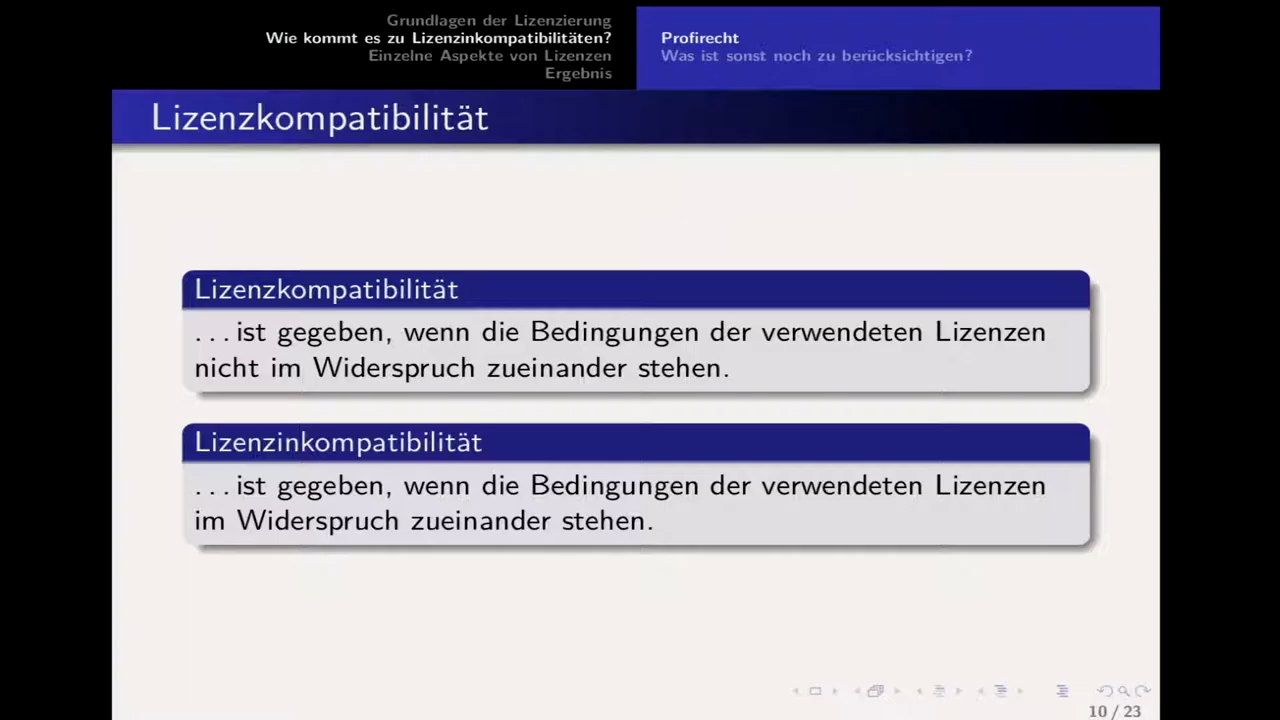 Grundlagen der Lizenzierung
Wie kommt es zu Lizenzinkompatibilitäten?
Einzelne Aspekte von Lizenzen
Ergebnis
Profirecht
Was ist sonst noch zu berücksichtigen?
Lizenzkompatibilität
Lizenzkompatibilität
...ist gegeben, wenn die Bedingungen der verwendeten Lizenzen
nicht im Widerspruch zueinander stehen.
Lizenzinkompatibilität
...ist gegeben, wenn die Bedingungen der verwendeten Lizenzen
im Widerspruch zueinander stehen.
10 / 23